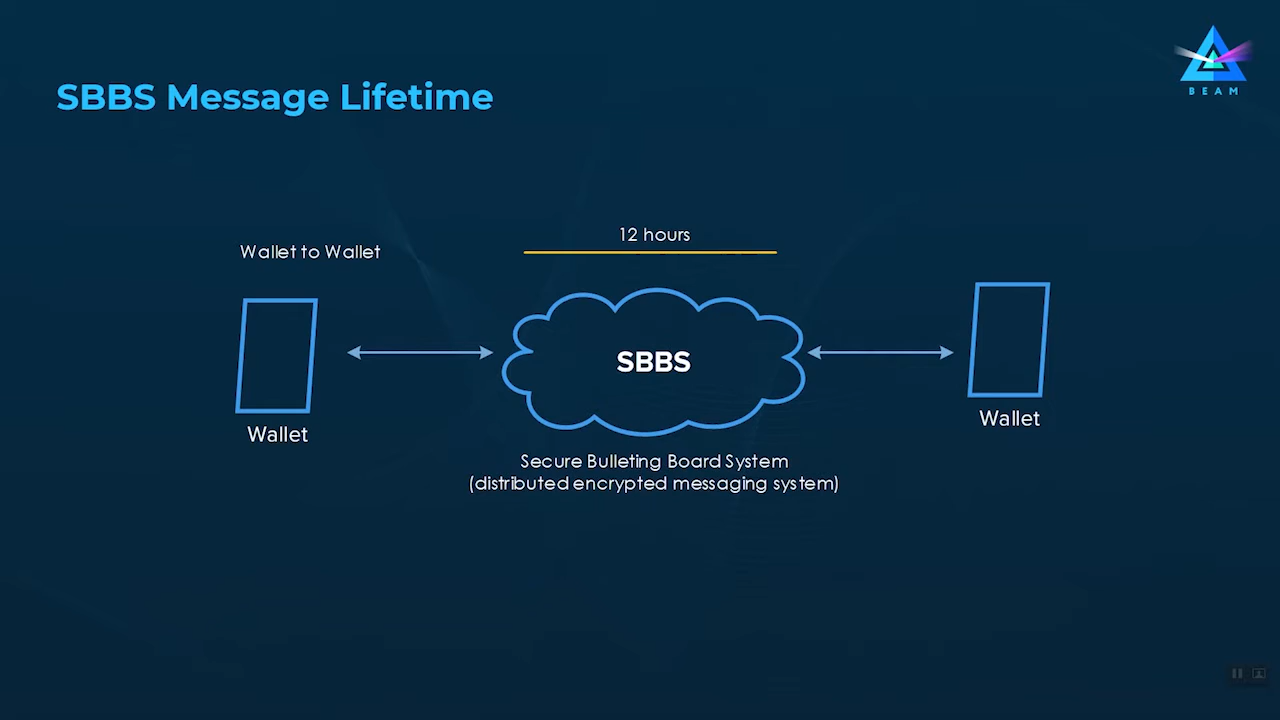 BEAM
SBBS Message Lifetime
12 hours
Wallet to Wallet
SBBS
Wallet
Wallet
Secure Bulleting Board System
(distributed encrypted messaging system)